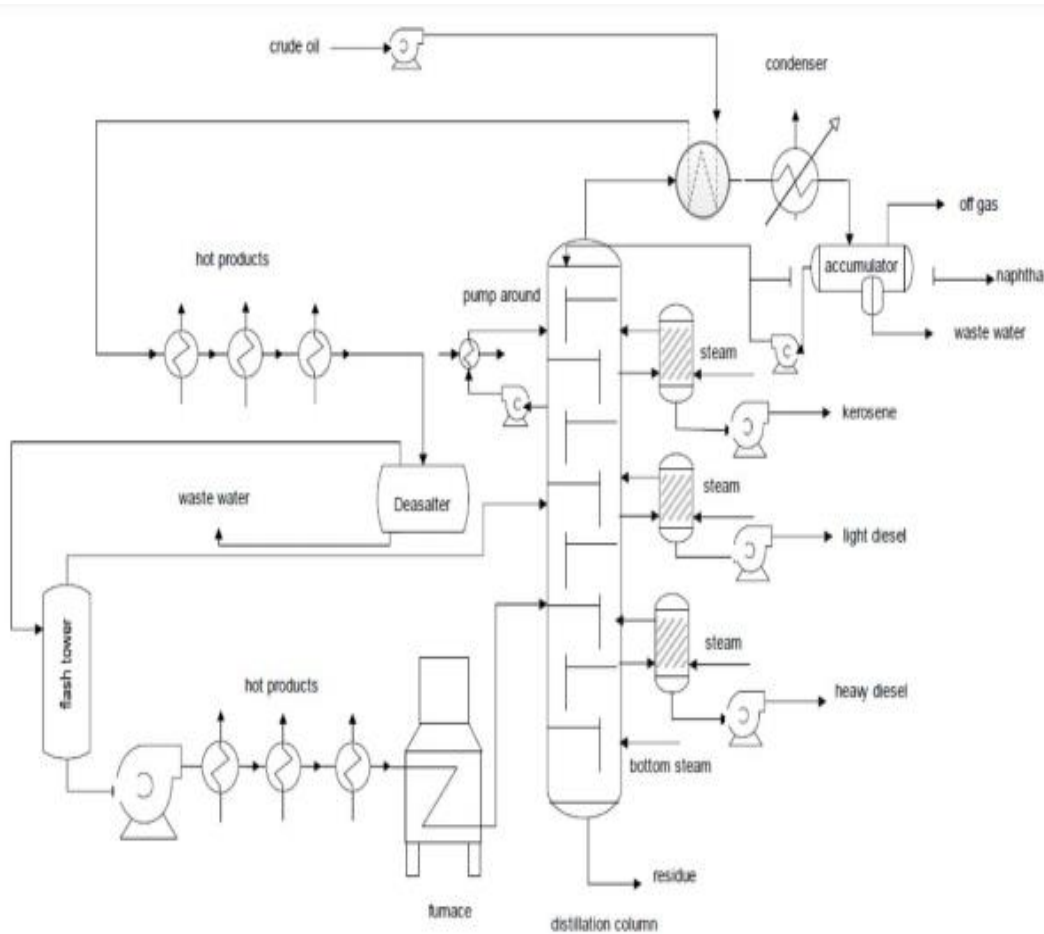 crude oil
condenser
off gas
hot products
accumulator
naphtha
pump around
waste water
steam
kerosene
waste water
Deasalter
steam
light diesel
flash tower
steam
hot products
heavy diesel
bottom steam
residue
furnace
distillation column